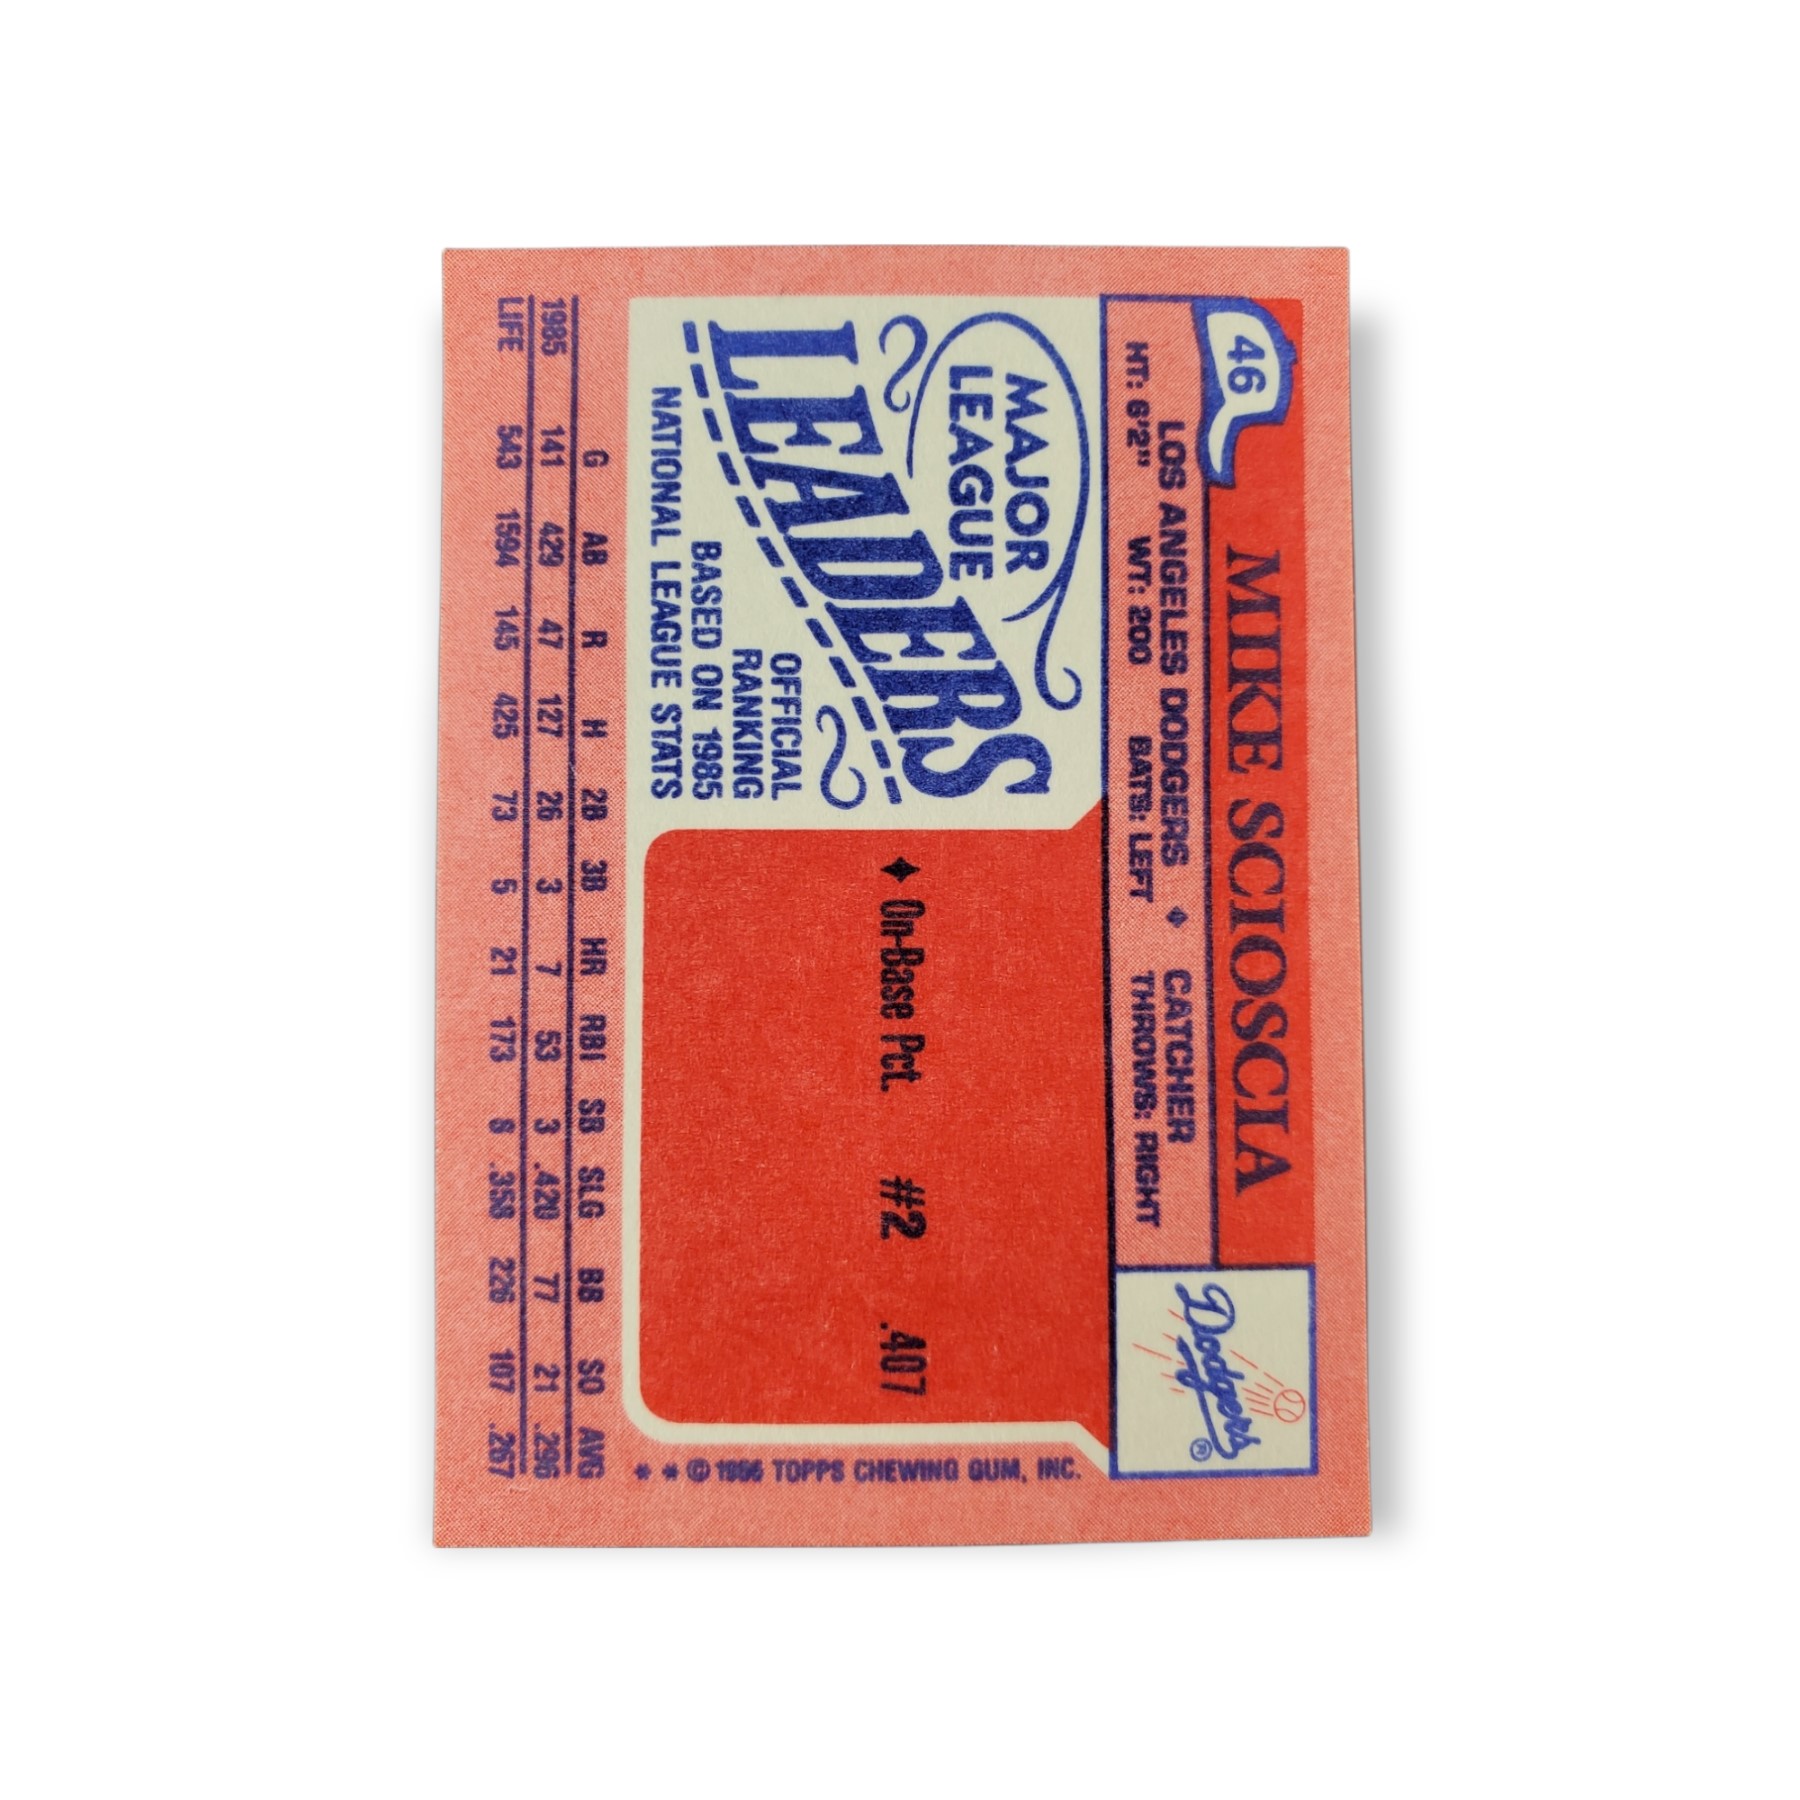 46
MIKE SCIOSCIA
LOS ANGELES DODGERS ♦ CATCHER
HT: 6'2" WT: 200 BATS: LEFT THROWS: RIGHT
Dodgers ®
MAJOR
LEAGUE
LEADERS
OFFICIAL
RANKING
BASED ON 1985
NATIONAL LEAGUE STATS
♦ On-Base Pct. #2 .407
* * © 1986 TOPPS CHEWING GUM, INC.
G AB R H 2B 3B HR RBI SB SLG BB SO AVG
1985 141 429 47 127 26 3 7 53 3 .420 77 21 .296
LIFE 543 1594 145 425 73 5 21 173 8 .358 226 107 .267